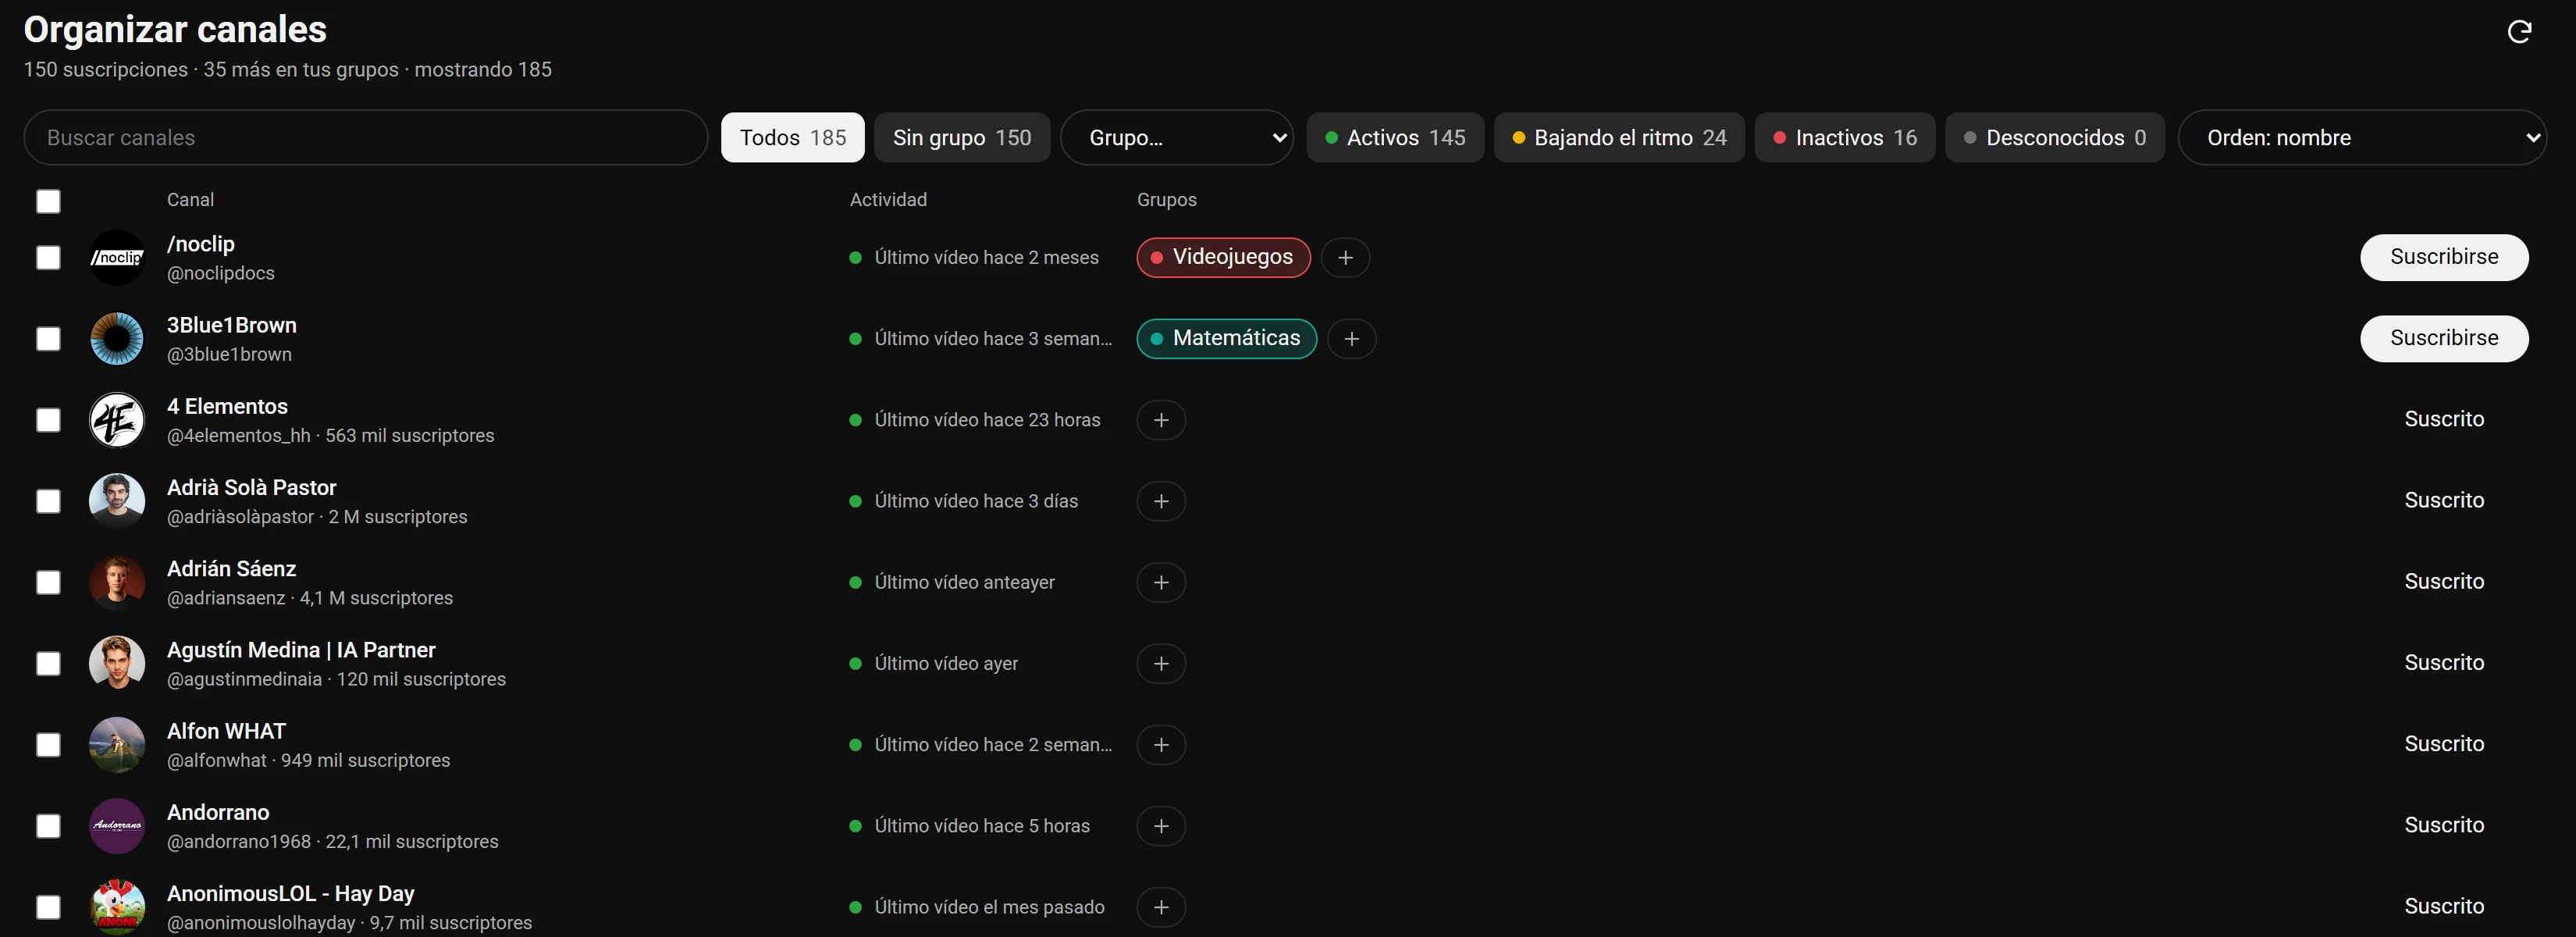 Organizar canales
150 suscripciones · 35 más en tus grupos · mostrando 185
Buscar canales
Todos 185
Sin grupo 150
Grupo...
Activos 145
Bajando el ritmo 24
Inactivos 16
Desconocidos 0
Orden: nombre
Canal Actividad Grupos
/noclip
/noclip
@noclipdocs
Último vídeo hace 2 meses
Videojuegos
+
Suscribirse
3Blue1Brown
@3blue1brown
Último vídeo hace 3 seman...
Matemáticas
+
Suscribirse
4E
4 Elementos
@4elementos_hh · 563 mil suscriptores
Último vídeo hace 23 horas
+
Suscrito
Adrià Solà Pastor
@adriàsolàpastor · 2 M suscriptores
Último vídeo hace 3 días
+
Suscrito
Adrián Sáenz
@adriansaenz · 4,1 M suscriptores
Último vídeo anteayer
+
Suscrito
Agustín Medina | IA Partner
@agustinmedinaia · 120 mil suscriptores
Último vídeo ayer
+
Suscrito
Alfon WHAT
@alfonwhat · 949 mil suscriptores
Último vídeo hace 2 seman...
+
Suscrito
Andorrano
Andorrano
@andorrano1968 · 22,1 mil suscriptores
Último vídeo hace 5 horas
+
Suscrito
ANONI
AnonimousLOL - Hay Day
@anonimouslolhayday · 9,7 mil suscriptores
Último vídeo el mes pasado
+
Suscrito